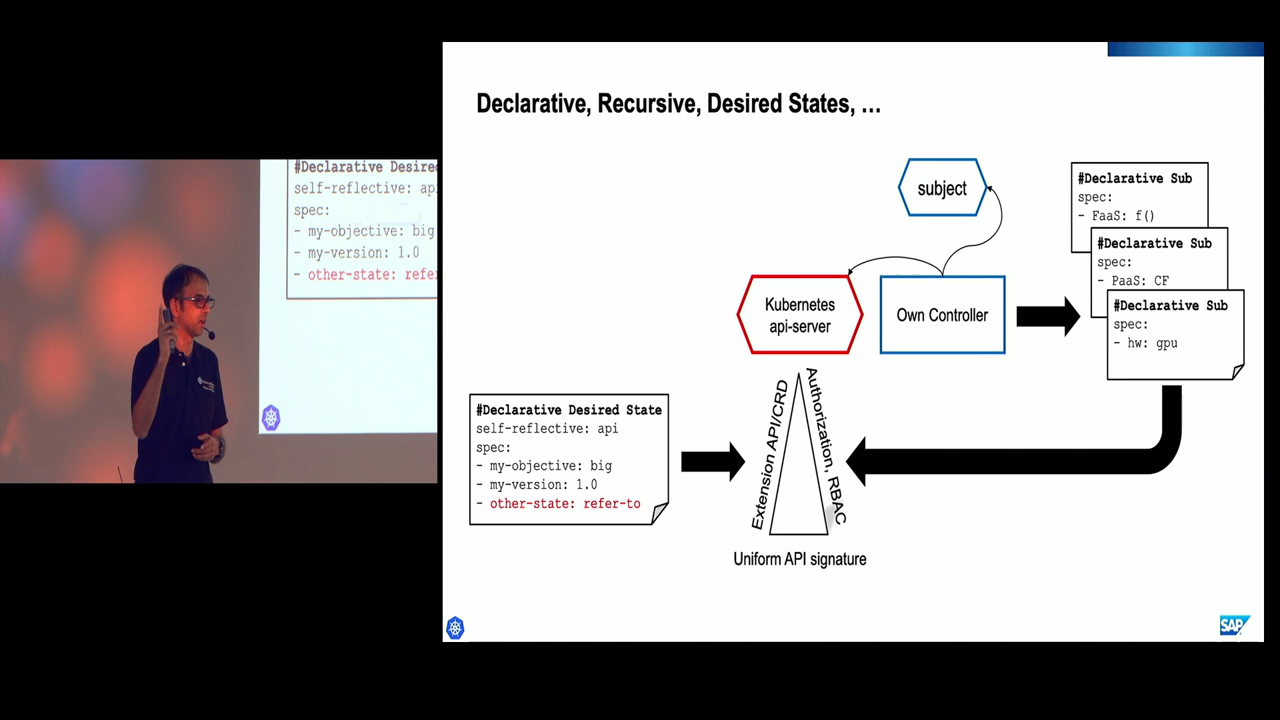 #Declarative Desired
self-reflective: api
spec:
- my-objective: big
- my-version: 1.0
- other-state: refer-
Declarative, Recursive, Desired States, …
subject
Kubernetes
api-server
Own Controller
#Declarative Sub
spec:
- FaaS: f()
#Declarative Sub
spec:
- PaaS: CF
#Declarative Sub
spec:
- hw: gpu
#Declarative Desired State
self-reflective: api
spec:
- my-objective: big
- my-version: 1.0
- other-state: refer-to
Extension API/CRD
Authorization, RBAC
Uniform API signature
SAP